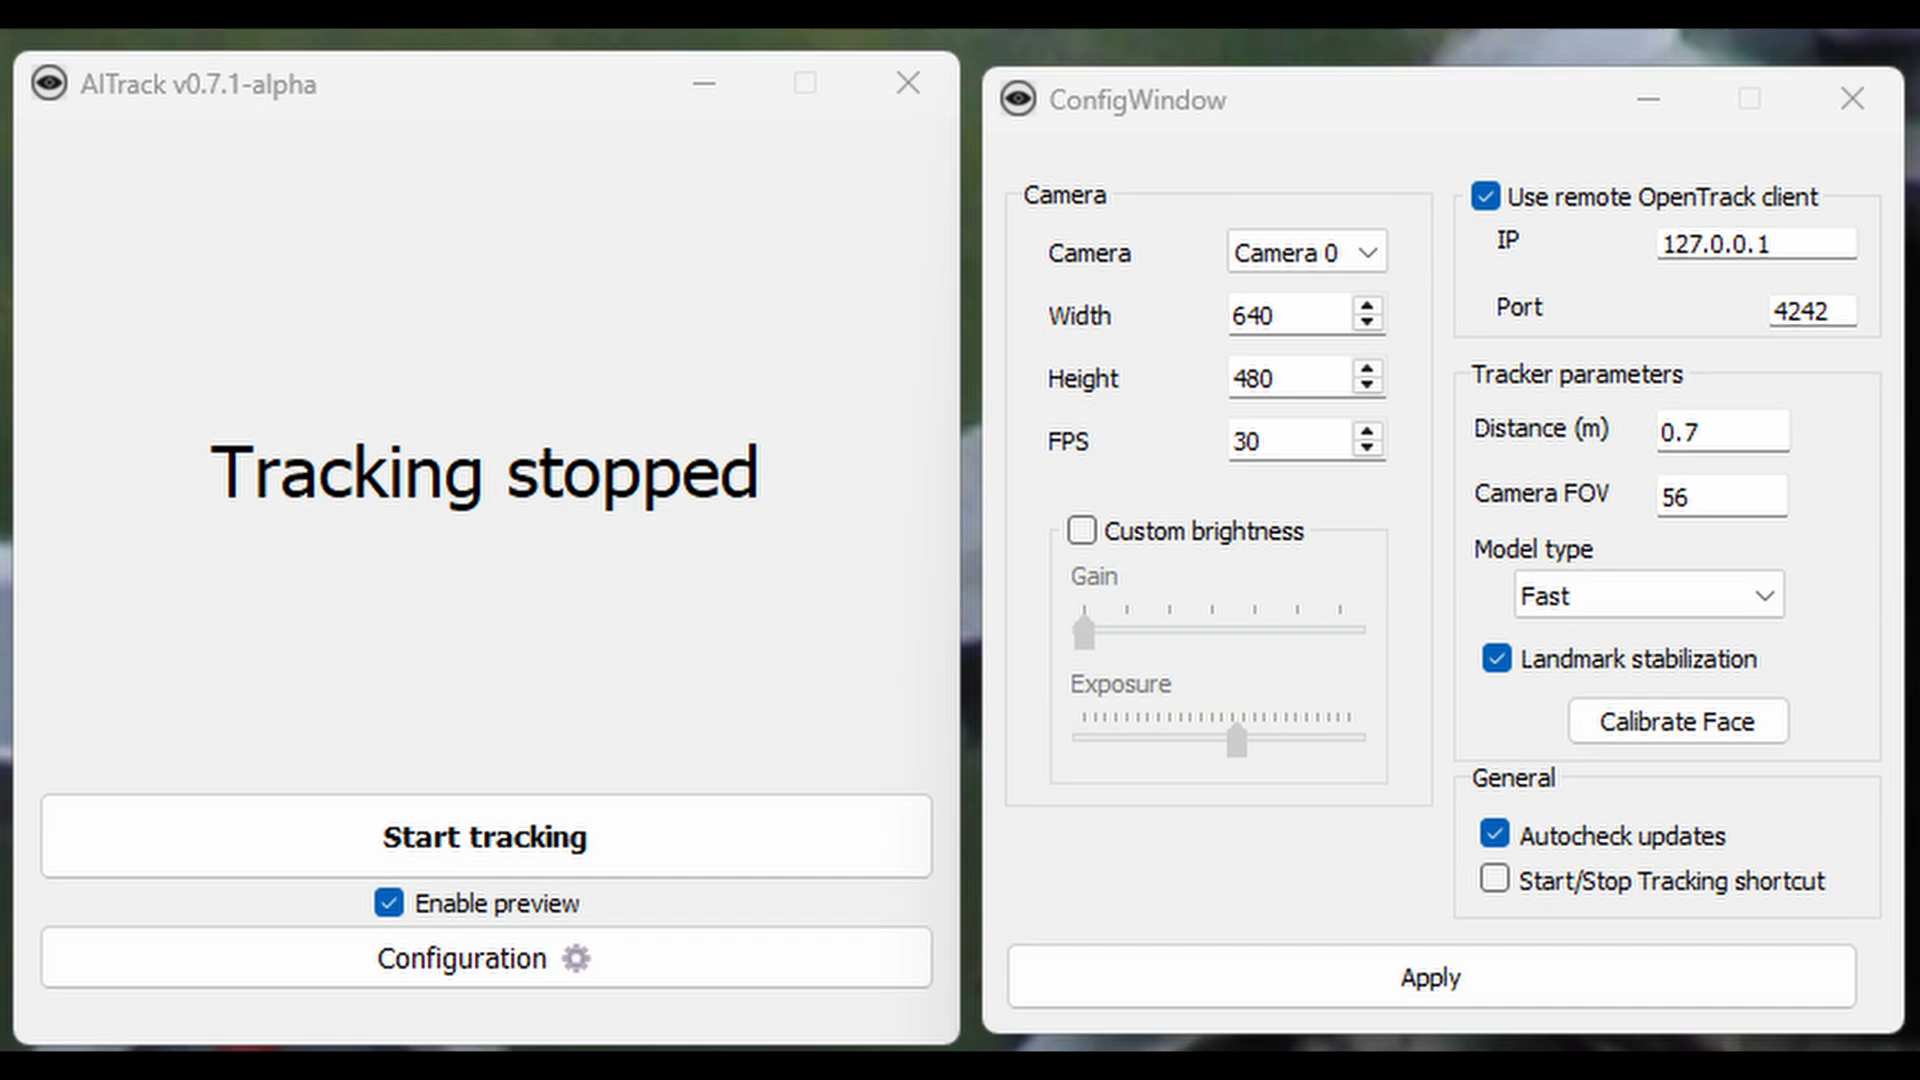 AITrack v0.7.1-alpha
Tracking stopped
Start tracking
Enable preview
Configuration
ConfigWindow
Camera
Camera
Camera 0
Width
640
Height
480
FPS
30
Custom brightness
Gain
Exposure
Use remote OpenTrack client
IP
127.0.0.1
Port
4242
Tracker parameters
Distance (m)
0.7
Camera FOV
56
Model type
Fast
Landmark stabilization
Calibrate Face
General
Autocheck updates
Start/Stop Tracking shortcut
Apply